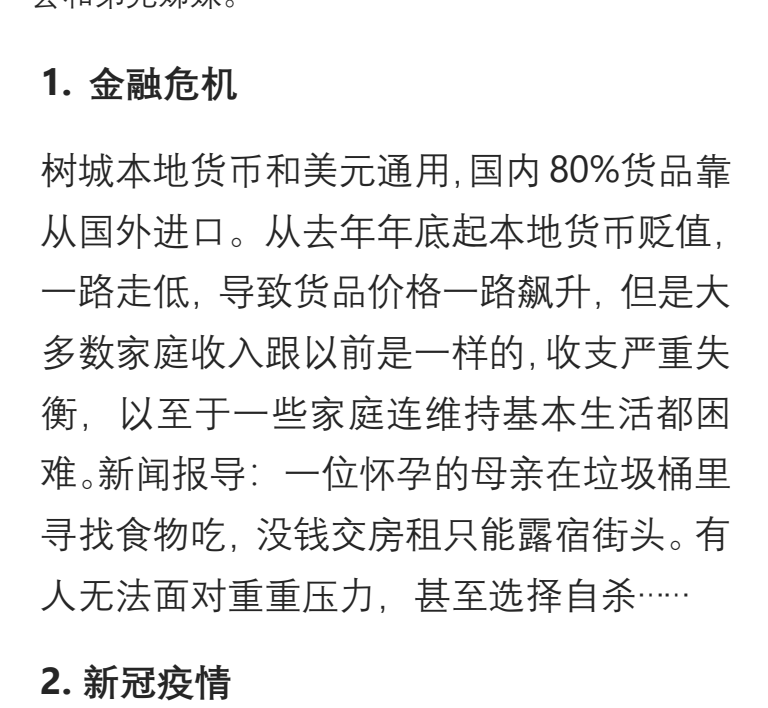 会和弟兄姊妹。
1. 金融危机
树城本地货币和美元通用,国内 80%货品靠
从国外进口。从去年年底起本地货币贬值,
一路走低, 导致货品价格一路飙升, 但是大
多数家庭收入跟以前是一样的,收支严重失
衡, 以至于一些家庭连维持基本生活都困
难。新闻报导: 一位怀孕的母亲在垃圾桶里
寻找食物吃, 没钱交房租只能露宿街头。有
人无法面对重重压力, 甚至选择自杀……
2. 新冠疫情